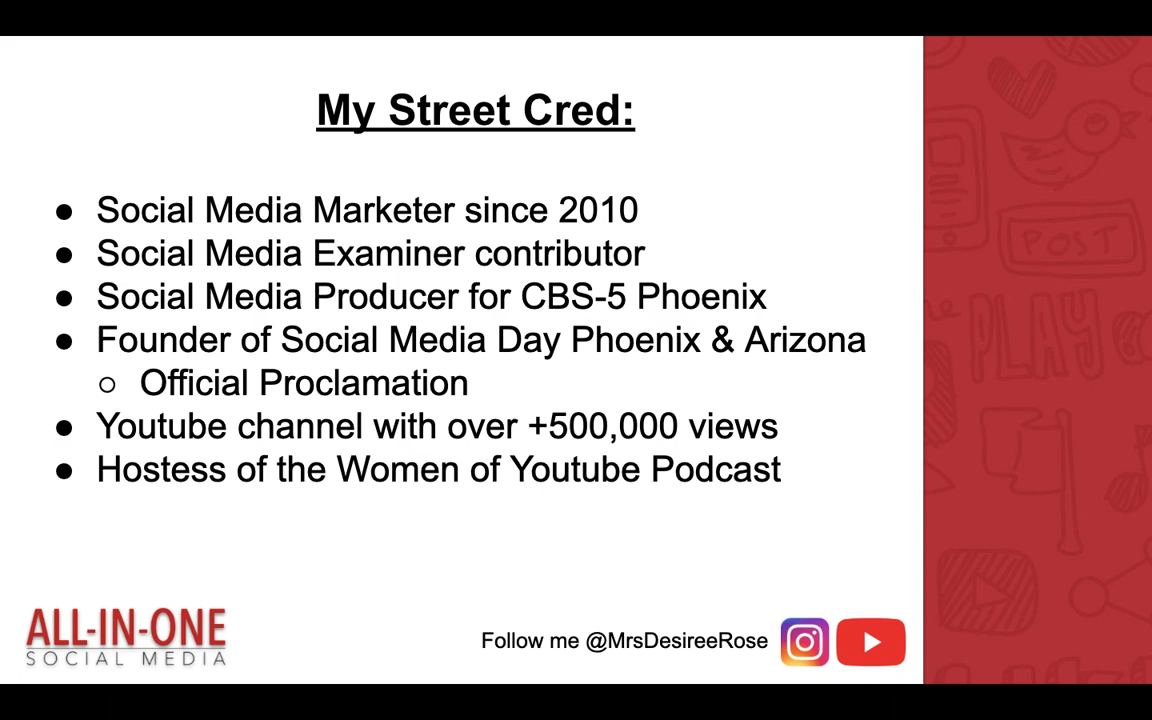 My Street Cred:
● Social Media Marketer since 2010
● Social Media Examiner contributor
● Social Media Producer for CBS-5 Phoenix
● Founder of Social Media Day Phoenix & Arizona
○ Official Proclamation
● Youtube channel with over +500,000 views
● Hostess of the Women of Youtube Podcast
ALL-IN-ONE
SOCIAL MEDIA
Follow me @MrsDesireeRose
POST
PLAY